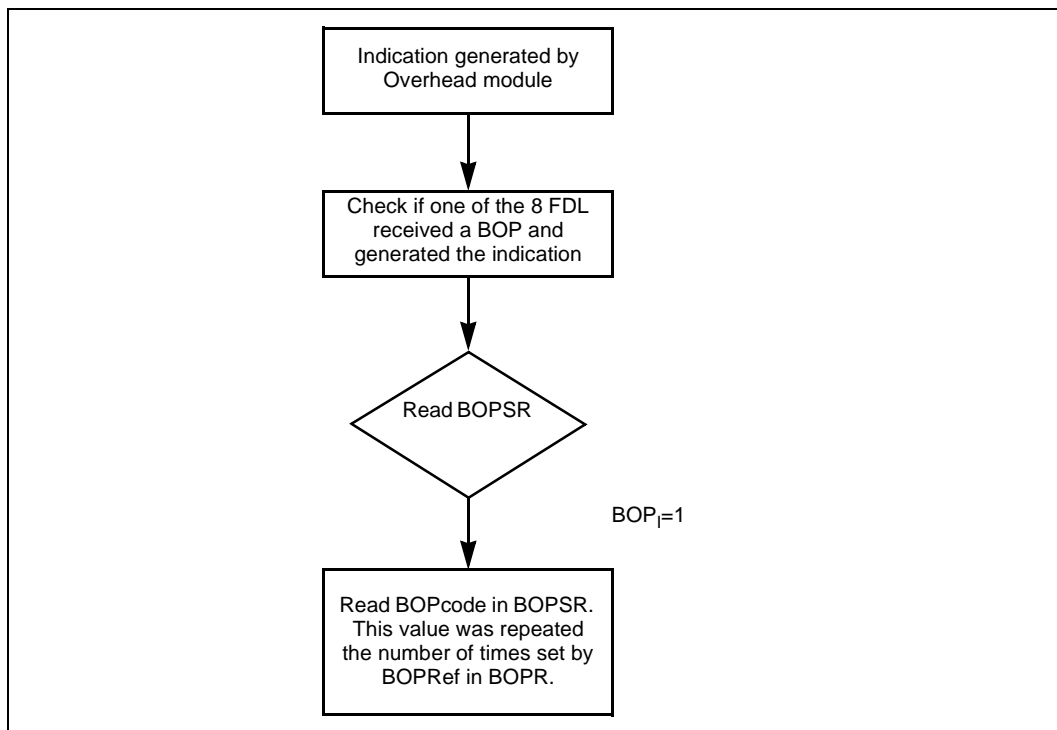 Indication generated by
Overhead module
Check if one of the 8 FDL
received a BOP and
generated the indication
Read BOPSR
BOPI=1
Read BOPcode in BOPSR.
This value was repeated
the number of times set by
BOPRef in BOPR.